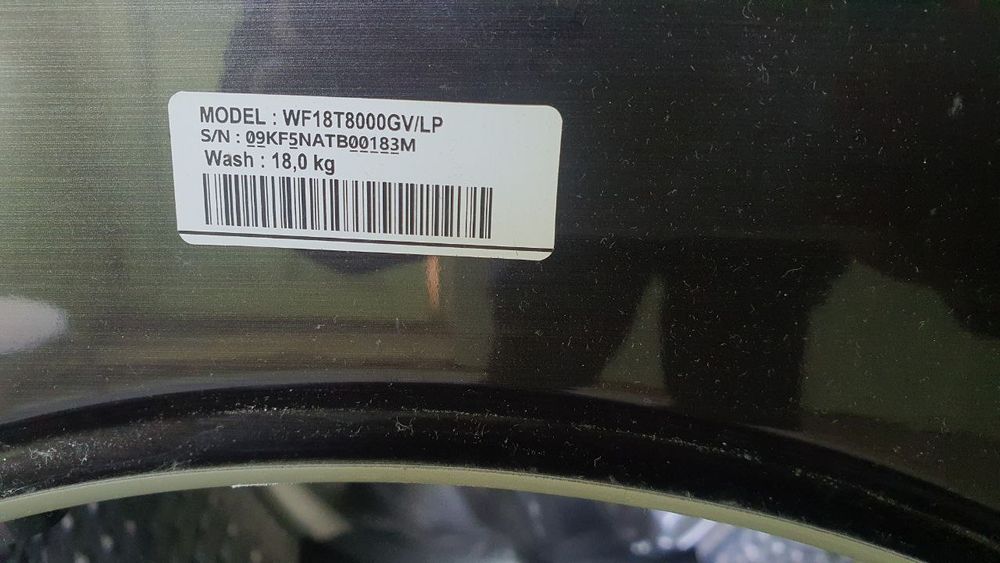 MODEL : WF18T8000GV/LP
S/N : 09KF5NATB00183M
Wash : 18,0 kg